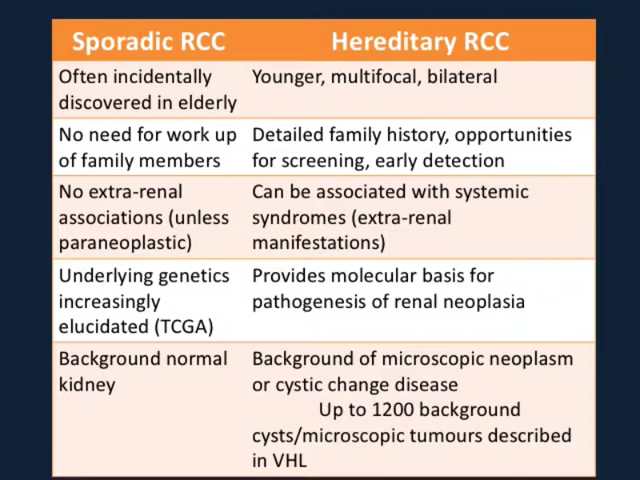 Sporadic RCC
Hereditary RCC
Often incidentally
discovered in elderly
Younger, multifocal, bilateral
No need for work up
of family members
Detailed family history, opportunities
for screening, early detection
No extra-renal
associations (unless
paraneoplastic)
Can be associated with systemic
syndromes (extra-renal
manifestations)
Underlying genetics
increasingly
elucidated (TCGA)
Provides molecular basis for
pathogenesis of renal neoplasia
Background normal
kidney
Background of microscopic neoplasm
or cystic change disease
Up to 1200 background
cysts/microscopic tumours described
in VHL